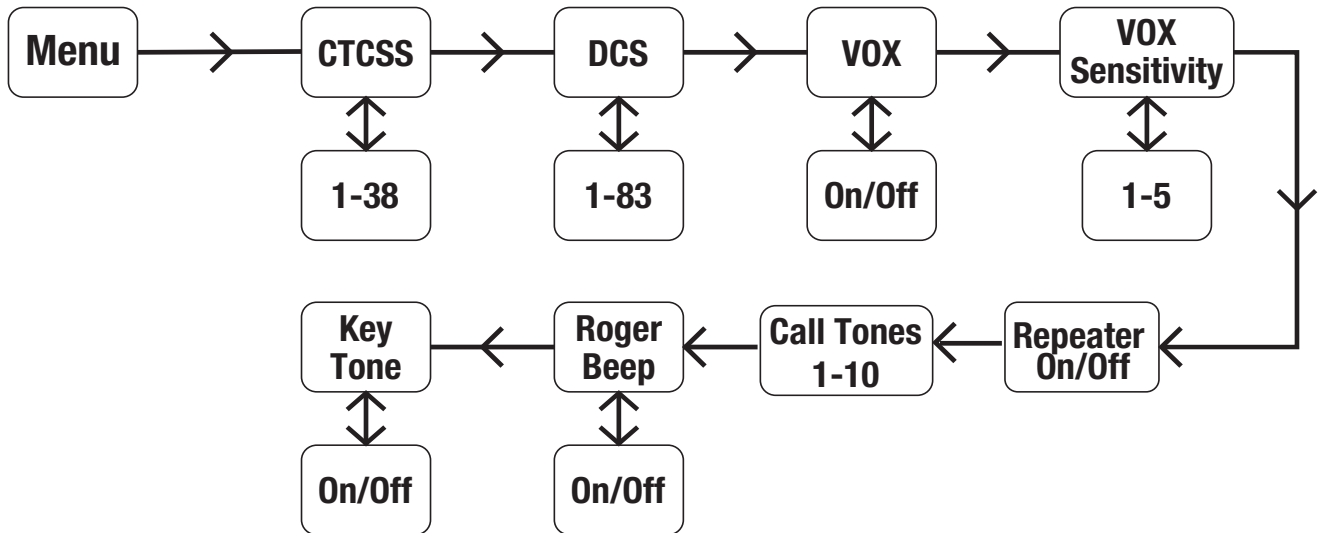 Menu
CTCSS
DCS
VOX
VOX
Sensitivity
1-38
1-83
On/Off
1-5
Key
Tone
Roger
Beep
Call Tones
1-10
Repeater
On/Off
On/Off
On/Off